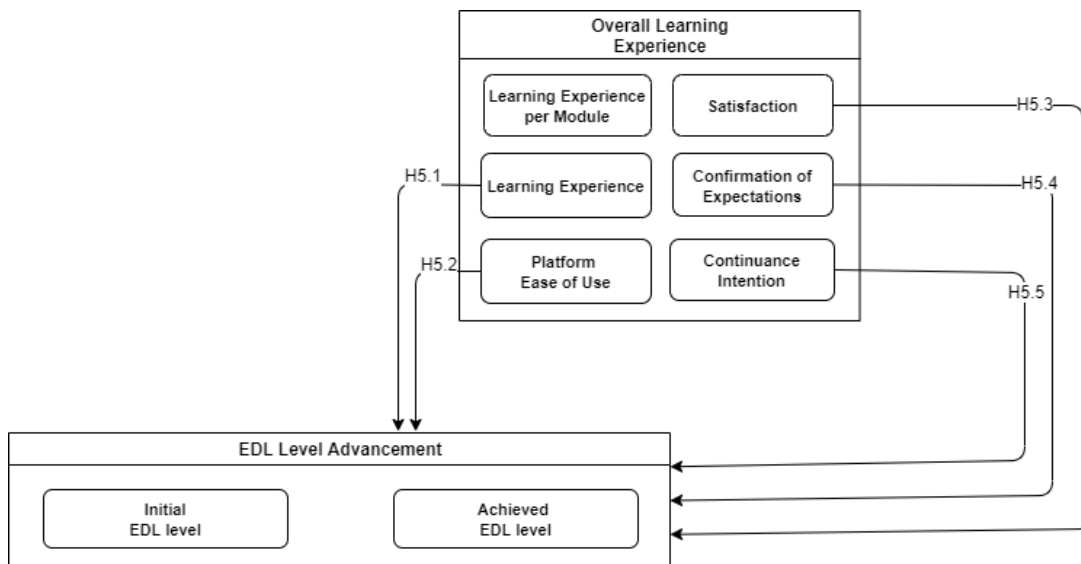 Overall Learning
Experience
Learning Experience
per Module
Satisfaction
H5.3
H5.1
Learning Experience
Confirmation of
Expectations
H5.4
H5.2
Platform
Ease of Use
Continuance
Intention
H5.5
EDL Level Advancement
Initial
EDL level
Achieved
EDL level